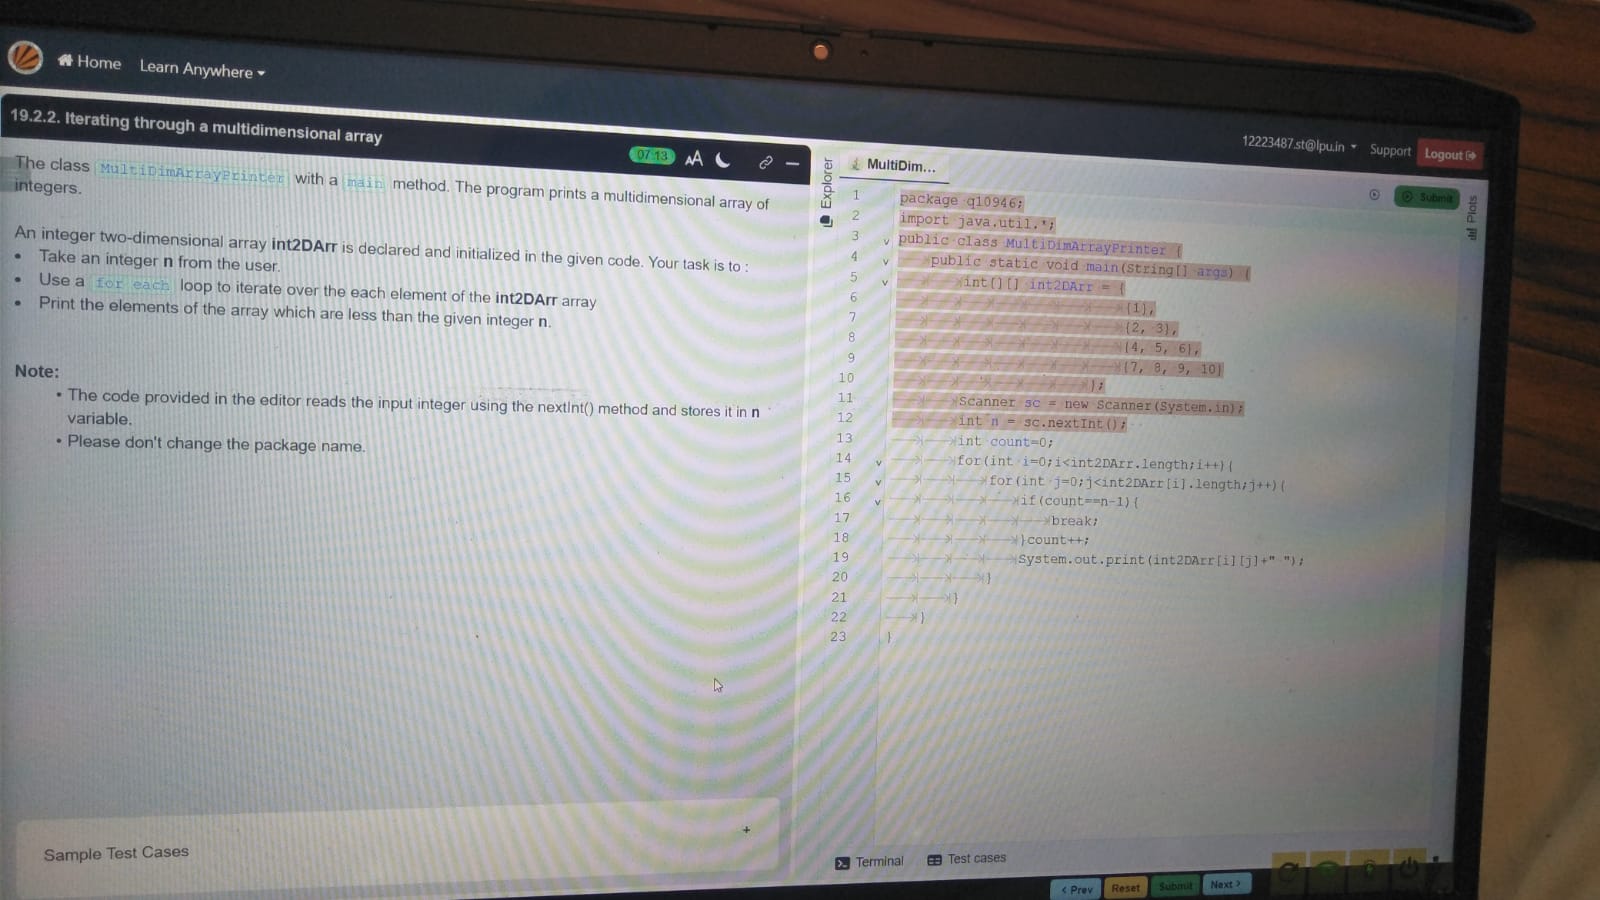 Home Learn Anywhere
19.2.2. Iterating through a multidimensional array
07:13 AA
The class MultiDimArrayPrinter with a main method. The program prints a multidimensional array of
integers.
An integer two-dimensional array int2DArr is declared and initialized in the given code. Your task is to :
• Take an integer n from the user.
• Use a for each loop to iterate over the each element of the int2DArr array
• Print the elements of the array which are less than the given integer n.
Note:
• The code provided in the editor reads the input integer using the nextInt() method and stores it in n
variable.
• Please don't change the package name.
Sample Test Cases
+
12223487.st@lpu.in Support Logout
Explorer
MultiDim...
Submit
Plots
1 package q10946;
2 import java.util.*;
3 public class MultiDimArrayPrinter {
4 public static void main(String[] args) {
5 int[][] int2DArr = {
6 {1},
7 {2, 3},
8 {4, 5, 6},
9 {7, 8, 9, 10}
10 };
11 Scanner sc = new Scanner(System.in);
12 int n = sc.nextInt();
13 int count=0;
14 for(int i=0;i<int2DArr.length;i++){
15 for(int j=0;j<int2DArr[i].length;j++){
16 if(count==n-1){
17 break;
18 }count++;
19 System.out.print(int2DArr[i][j]+" ");
20 }
21 }
22 }
23 }
Terminal Test cases
< Prev Reset Submit Next >